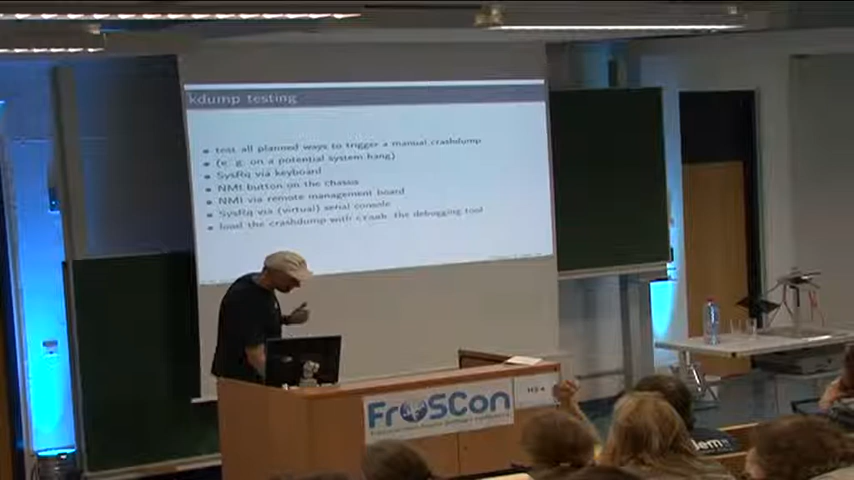 kdump testing
test all planned ways to trigger a manual crashdump
(e. g. on a potential system hang)
SysRq via keyboard
NMI button on the chassis
NMI via remote management board
SysRq via (virtual) serial console
load the crashdump with crash, the debugging tool
FrOSCon